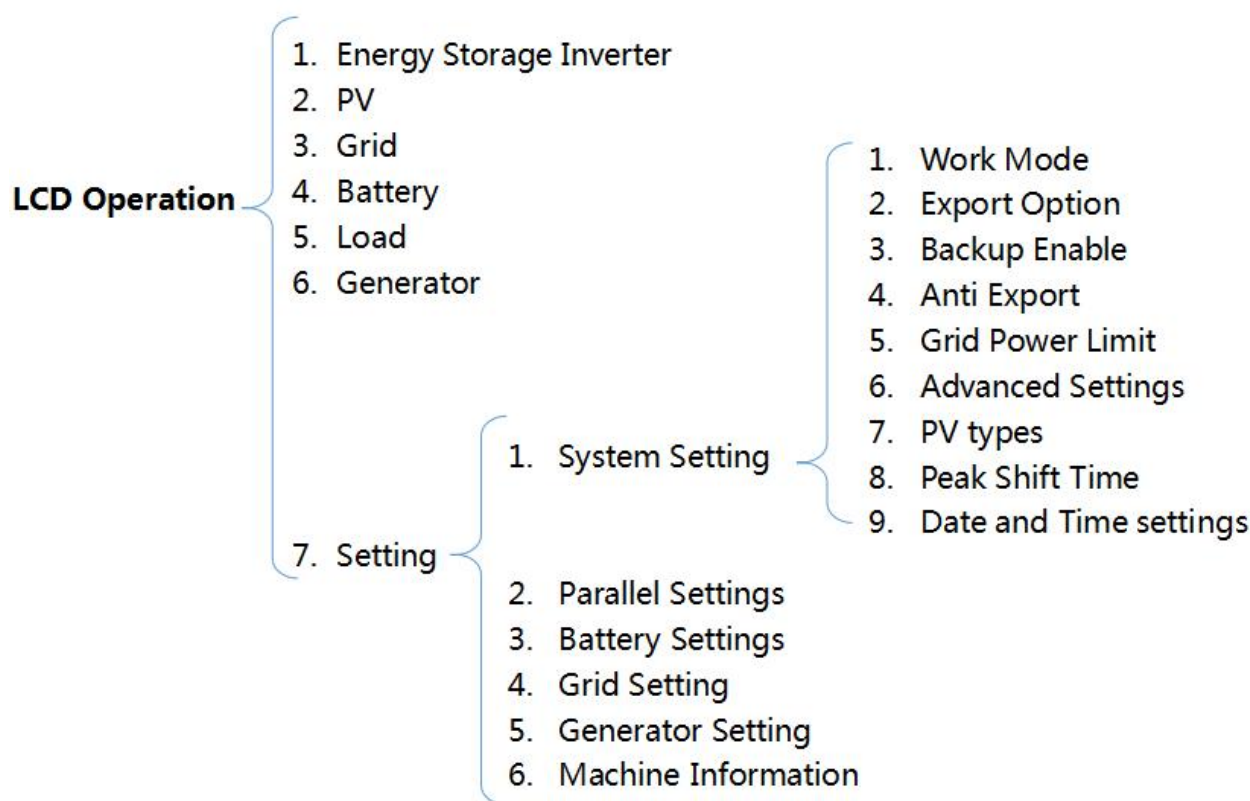 LCD Operation
1. Energy Storage Inverter
2. PV
3. Grid
4. Battery
5. Load
6. Generator
7. Setting
1. System Setting
1. Work Mode
2. Export Option
3. Backup Enable
4. Anti Export
5. Grid Power Limit
6. Advanced Settings
7. PV types
8. Peak Shift Time
9. Date and Time settings
2. Parallel Settings
3. Battery Settings
4. Grid Setting
5. Generator Setting
6. Machine Information